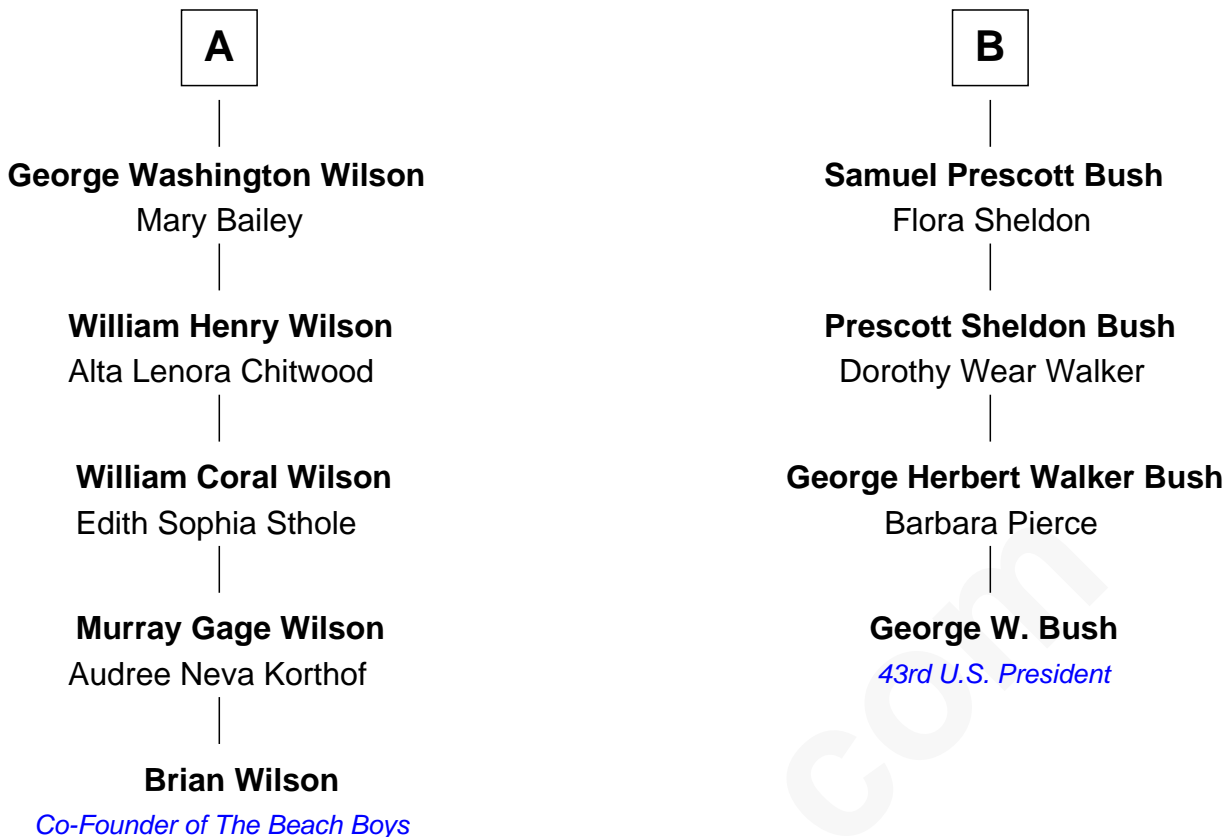 A
George Washington Wilson
Mary Bailey
William Henry Wilson
Alta Lenora Chitwood
William Coral Wilson
Edith Sophia Sthole
Murray Gage Wilson
Audree Neva Korthof
Brian Wilson
Co-Founder of The Beach Boys
B
Samuel Prescott Bush
Flora Sheldon
Prescott Sheldon Bush
Dorothy Wear Walker
George Herbert Walker Bush
Barbara Pierce
George W. Bush
43rd U.S. President
com